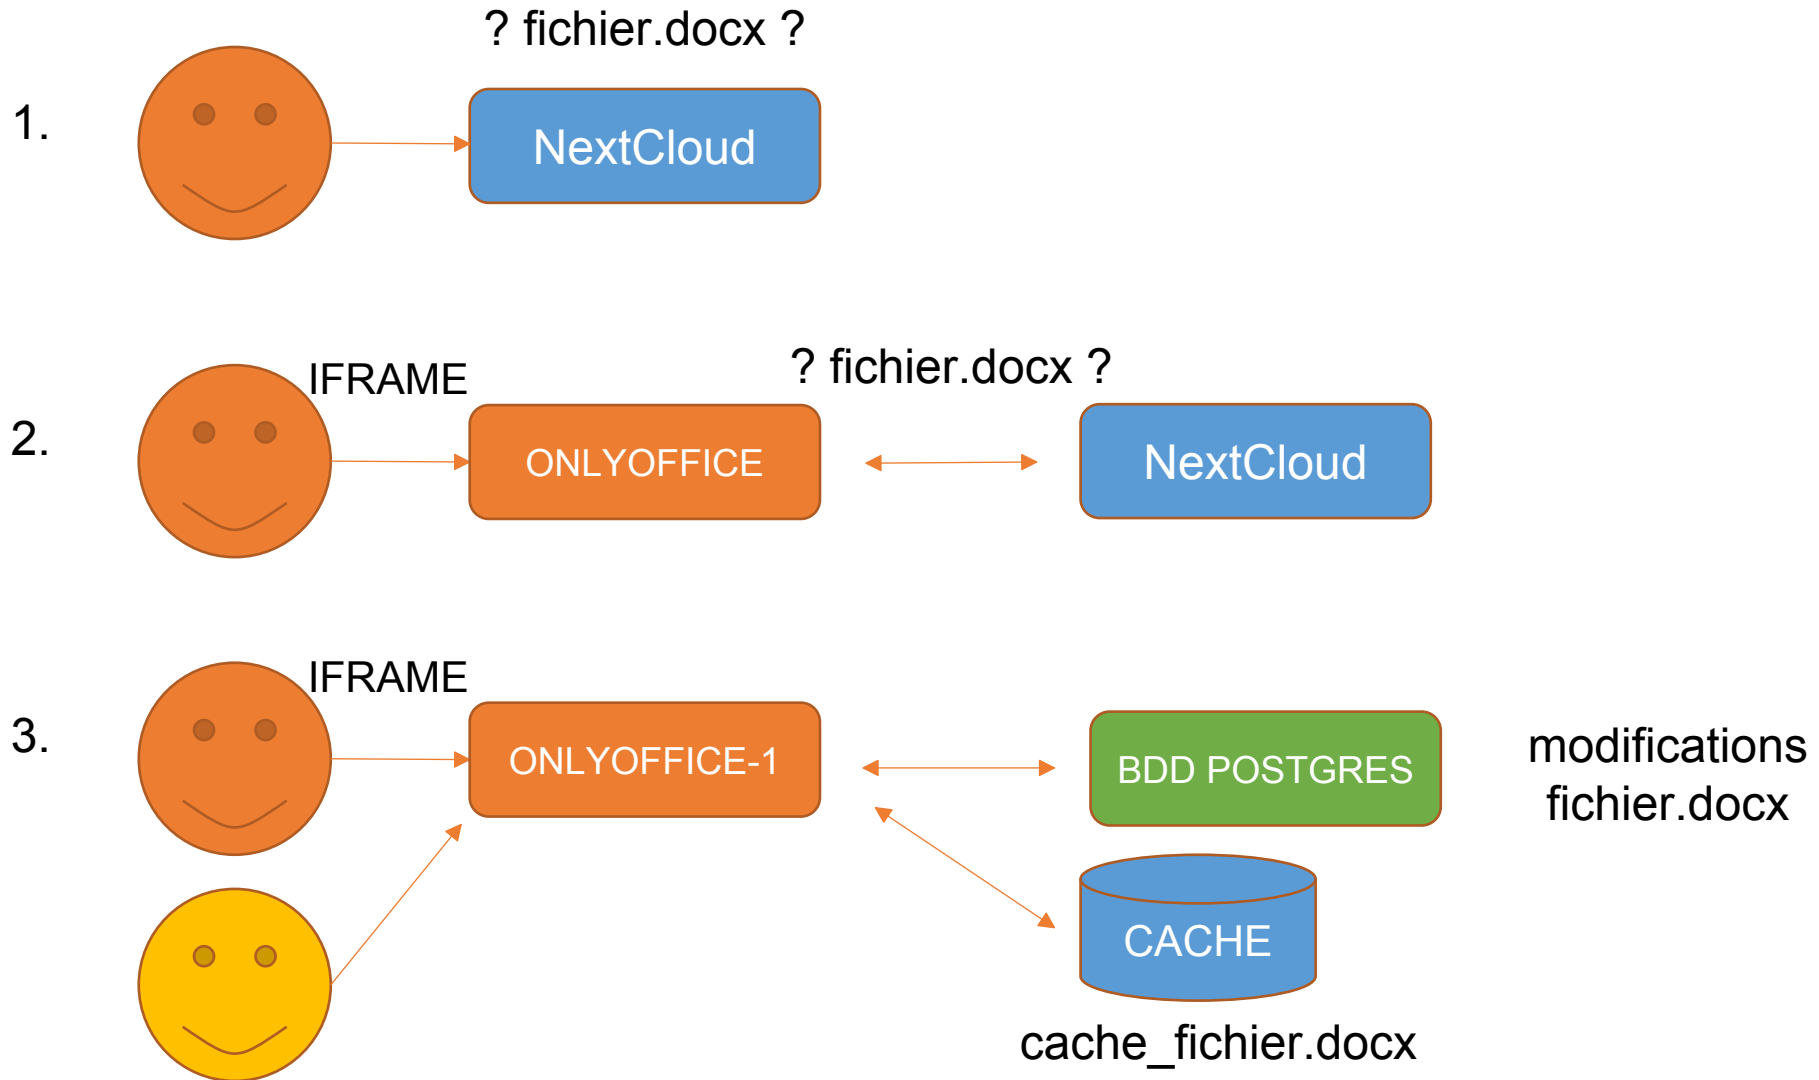 ? fichier.docx ?
1.
NextCloud
IFRAME
? fichier.docx ?
2.
ONLYOFFICE
NextCloud
IFRAME
3.
ONLYOFFICE-1
BDD POSTGRES
modifications
fichier.docx
CACHE
cache_fichier.docx